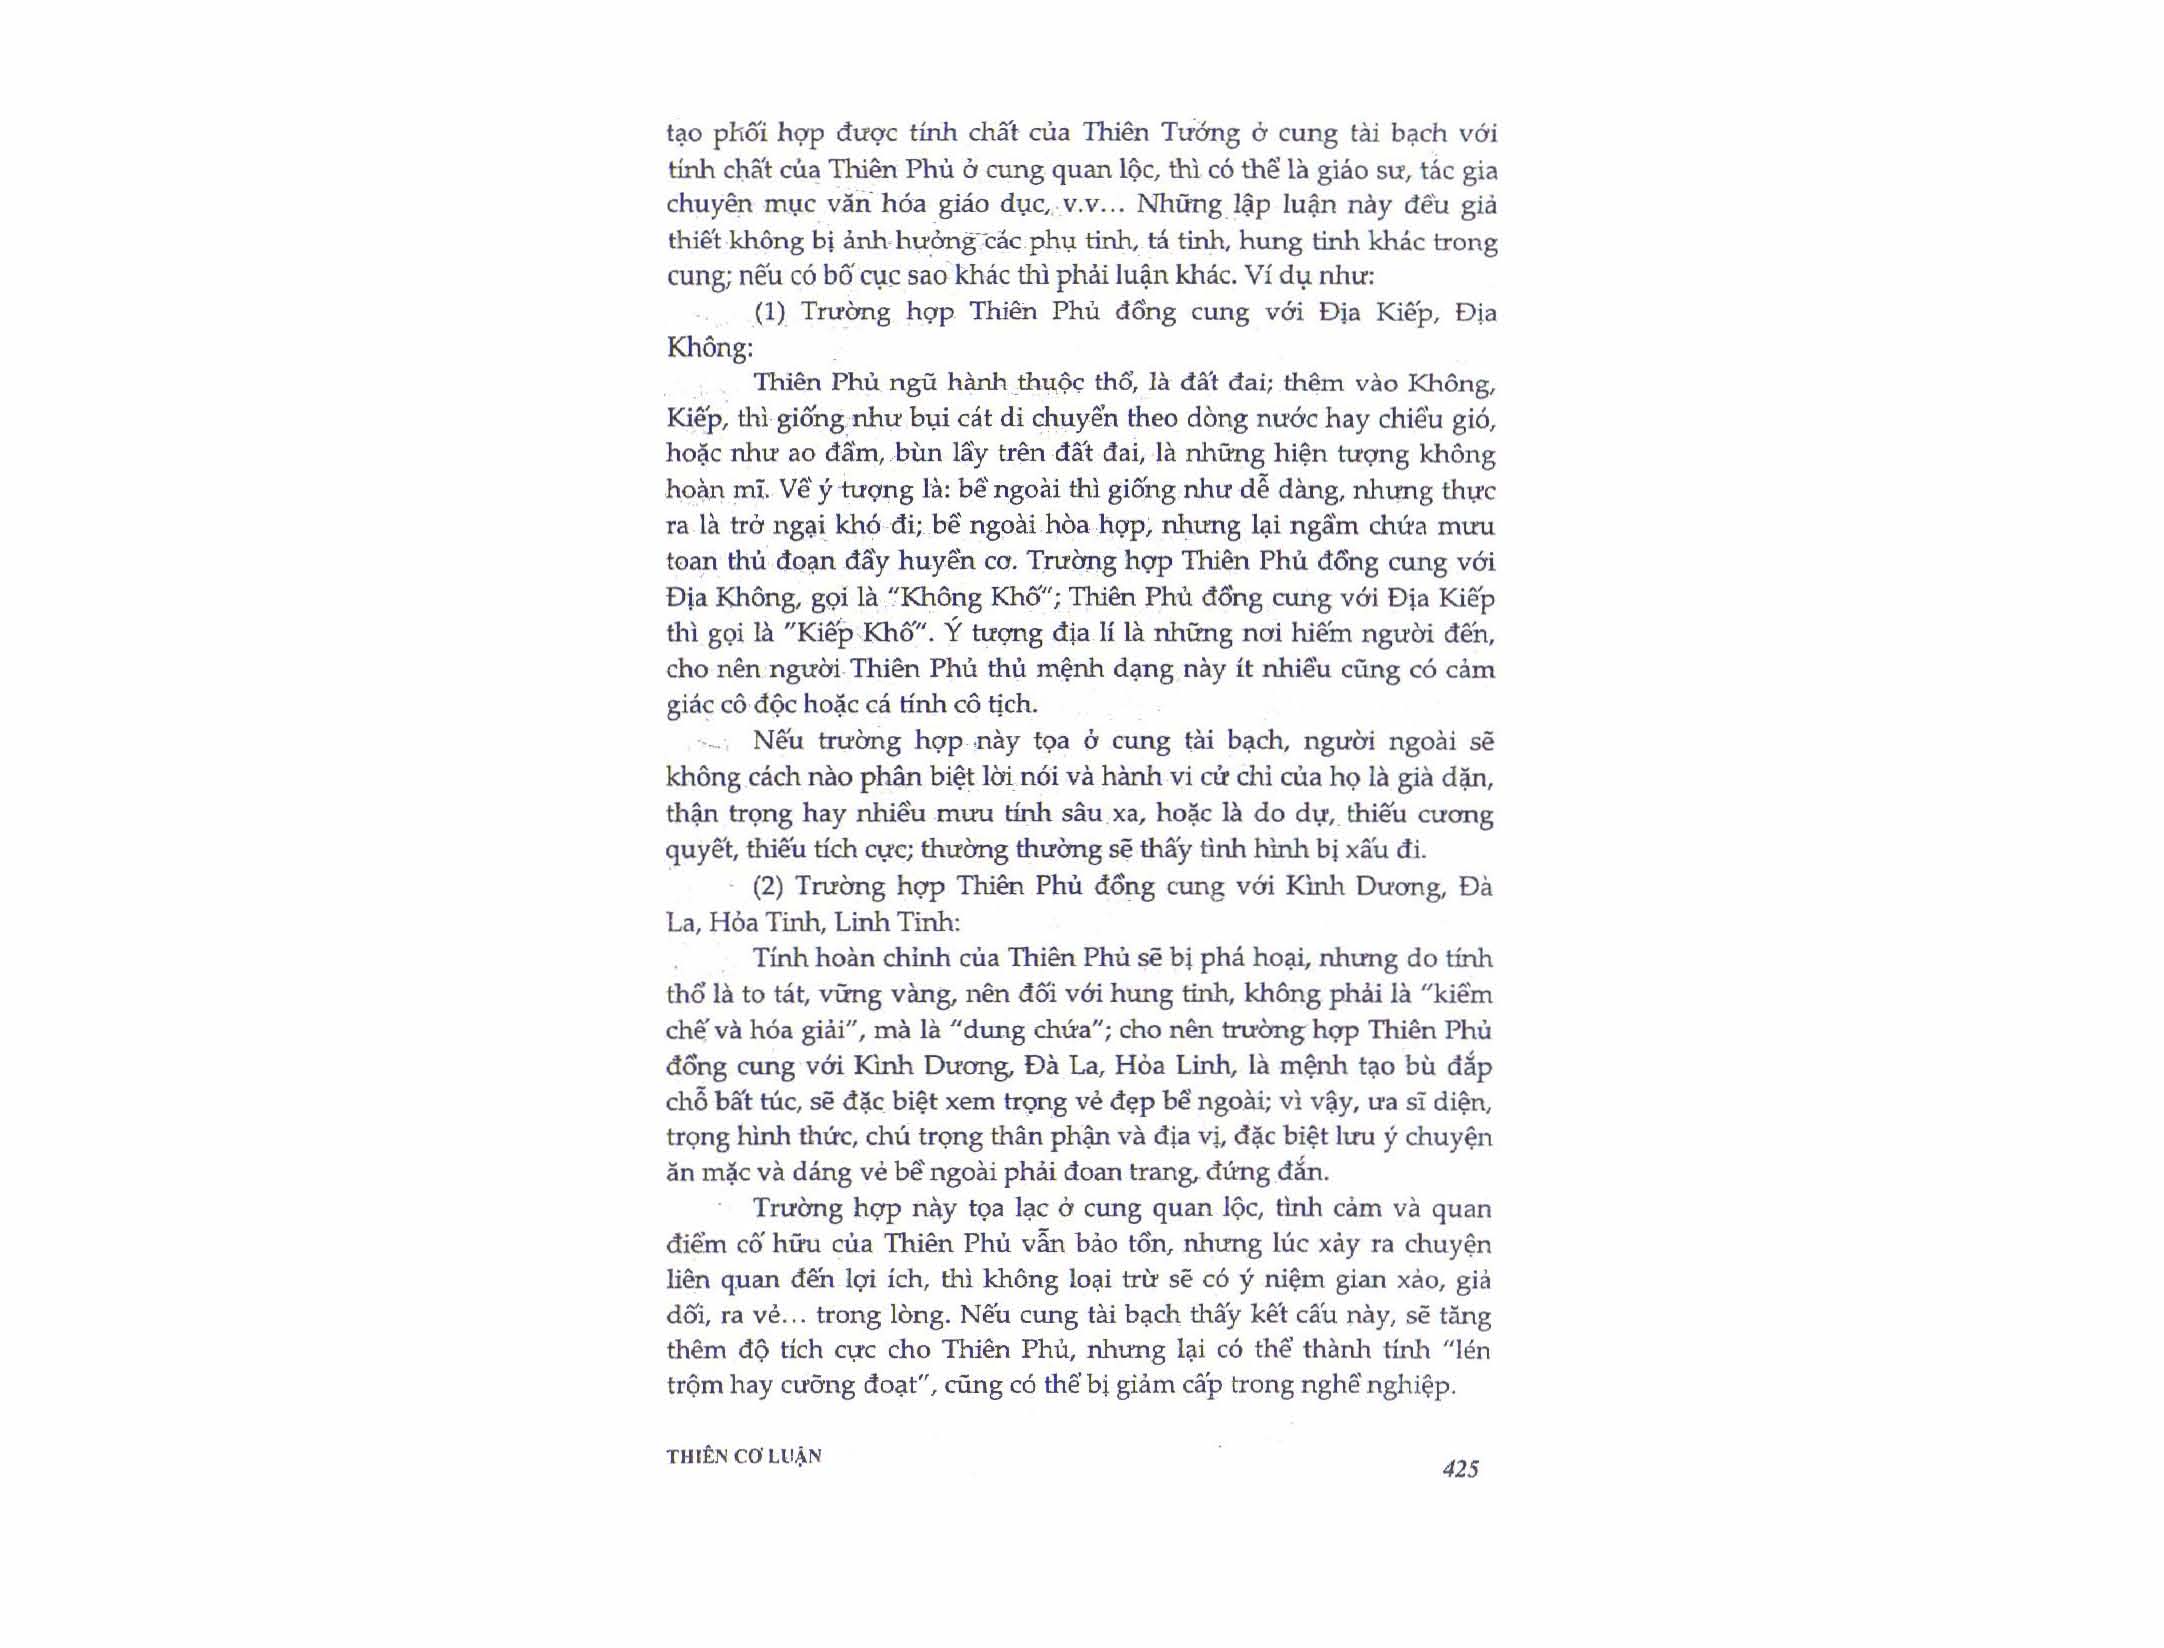 tạo phối hợp được tính chất của Thiên Tướng ở cung tài bạch với
tính chất của Thiên Phủ ở cung quan lộc, thì có thể là giáo sư, tác gia
chuyên mục văn hóa giáo dục, v.v... Những lập luận này đều giả
thiết không bị ảnh hưởng các phụ tinh, tá tinh, hung tinh khác trong
cung; nếu có bố cục sao khác thì phải luận khác. Ví dụ như:
(1) Trường hợp Thiên Phủ đồng cung với Địa Kiếp, Địa
Không:
Thiên Phủ ngũ hành thuộc thổ, là đất đai; thêm vào Không,
Kiếp, thì giống như bụi cát di chuyển theo dòng nước hay chiều gió,
hoặc như ao đầm, bùn lầy trên đất đai, là những hiện tượng không
hoàn mĩ. Về ý tượng là: bề ngoài thì giống như dễ dàng, nhưng thực
ra là trở ngại khó đi; bề ngoài hòa hợp, nhưng lại ngầm chứa mưu
toan thủ đoạn đầy huyền cơ. Trường hợp Thiên Phủ đồng cung với
Địa Không, gọi là "Không Khố"; Thiên Phủ đồng cung với Địa Kiếp
thì gọi là "Kiếp Khố". Ý tượng địa lí là những nơi hiếm người đến,
cho nên người Thiên Phủ thủ mệnh dạng này ít nhiều cũng có cảm
giác cô độc hoặc cá tính cô tịch.
Nếu trường hợp này tọa ở cung tài bạch, người ngoài sẽ
không cách nào phân biệt lời nói và hành vi cử chỉ của họ là già dặn,
thận trọng hay nhiều mưu tính sâu xa, hoặc là do dự, thiếu cương
quyết, thiếu tích cực; thường thường sẽ thấy tình hình bị xấu đi.
(2) Trường hợp Thiên Phủ đồng cung với Kình Dương, Đà
La, Hỏa Tinh, Linh Tinh:
Tính hoàn chỉnh của Thiên Phủ sẽ bị phá hoại, nhưng do tính
thổ là to tát, vững vàng, nên đối với hung tinh, không phải là "kiềm
chế và hóa giải", mà là "dung chứa"; cho nên trường hợp Thiên Phủ
đồng cung với Kình Dương, Đà La, Hỏa Linh, là mệnh tạo bù đắp
chỗ bất túc, sẽ đặc biệt xem trọng vẻ đẹp bề ngoài; vì vậy, ưa sĩ diện,
trọng hình thức, chú trọng thân phận và địa vị, đặc biệt lưu ý chuyện
ăn mặc và dáng vẻ bề ngoài phải đoan trang, đứng đắn.
Trường hợp này tọa lạc ở cung quan lộc, tình cảm và quan
điểm cố hữu của Thiên Phủ vẫn bảo tồn, nhưng lúc xảy ra chuyện
liên quan đến lợi ích, thì không loại trừ sẽ có ý niệm gian xảo, giả
dối, ra vẻ... trong lòng. Nếu cung tài bạch thấy kết cấu này, sẽ tăng
thêm độ tích cực cho Thiên Phủ, nhưng lại có thể thành tính "lén
trộm hay cưỡng đoạt", cũng có thể bị giảm cấp trong nghề nghiệp.
THIÊN CƠ LUẬN
425